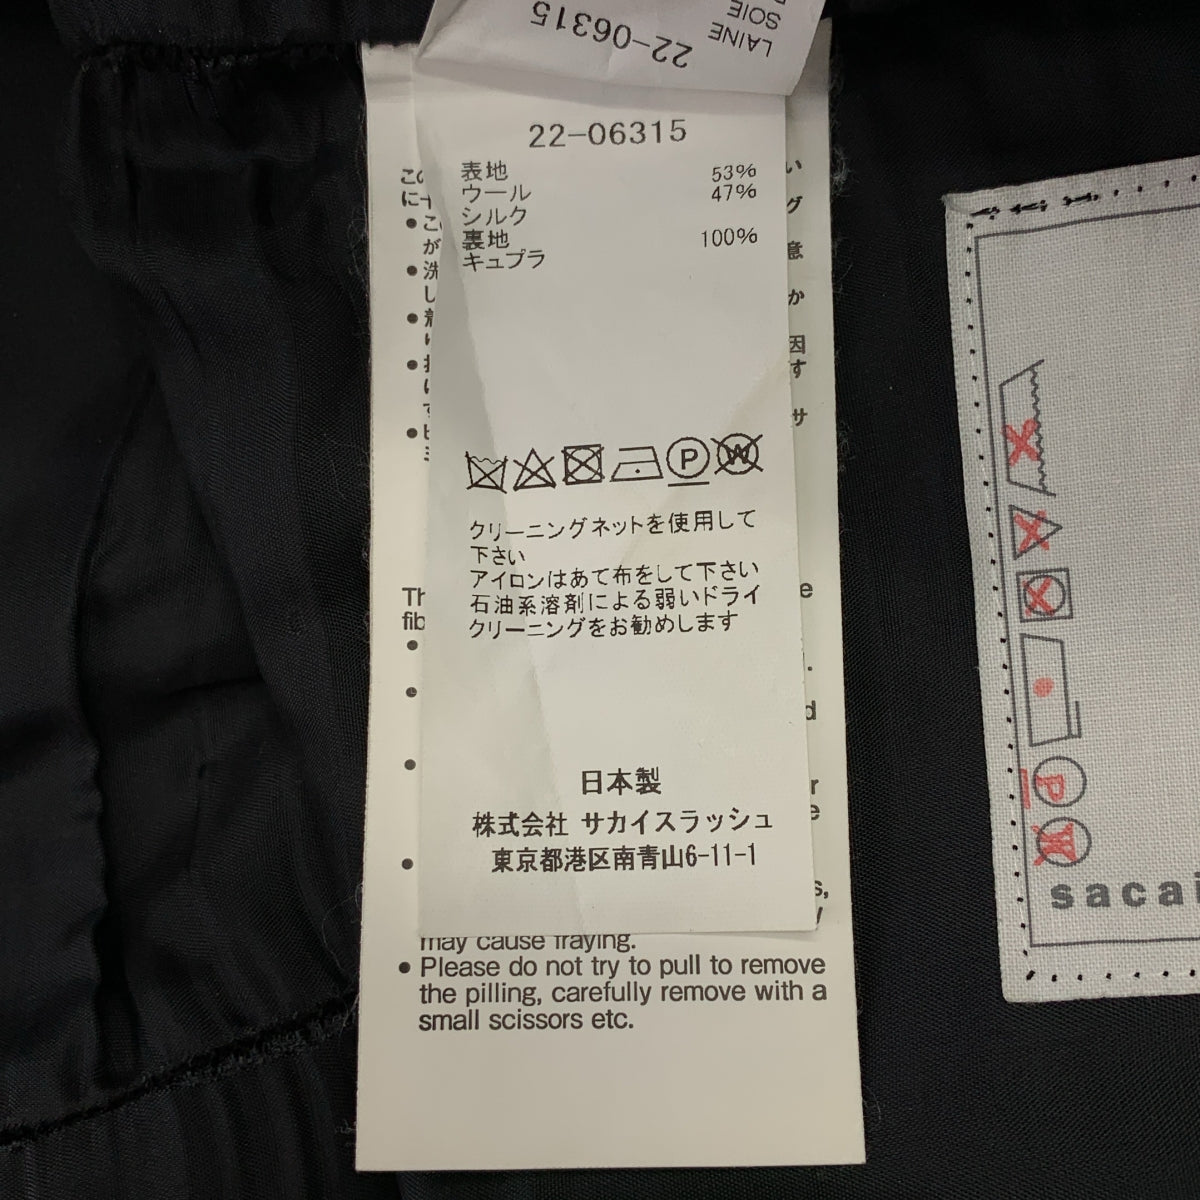 LAINE
SOIE
22-06315
22-06315
表地 53%
ウール 47%
シルク
裏地 100%
キュプラ
クリーニングネットを使用して
下さい
アイロンはあて布をして下さい
石油系溶剤による弱いドライ
クリーニングをお勧めします
日本製
株式会社 サカイスラッシュ
東京都港区南青山6-11-1
may cause fraying.
● Please do not try to pull to remove
the pilling, carefully remove with a
small scissors etc.
P
W
P
W
sacai